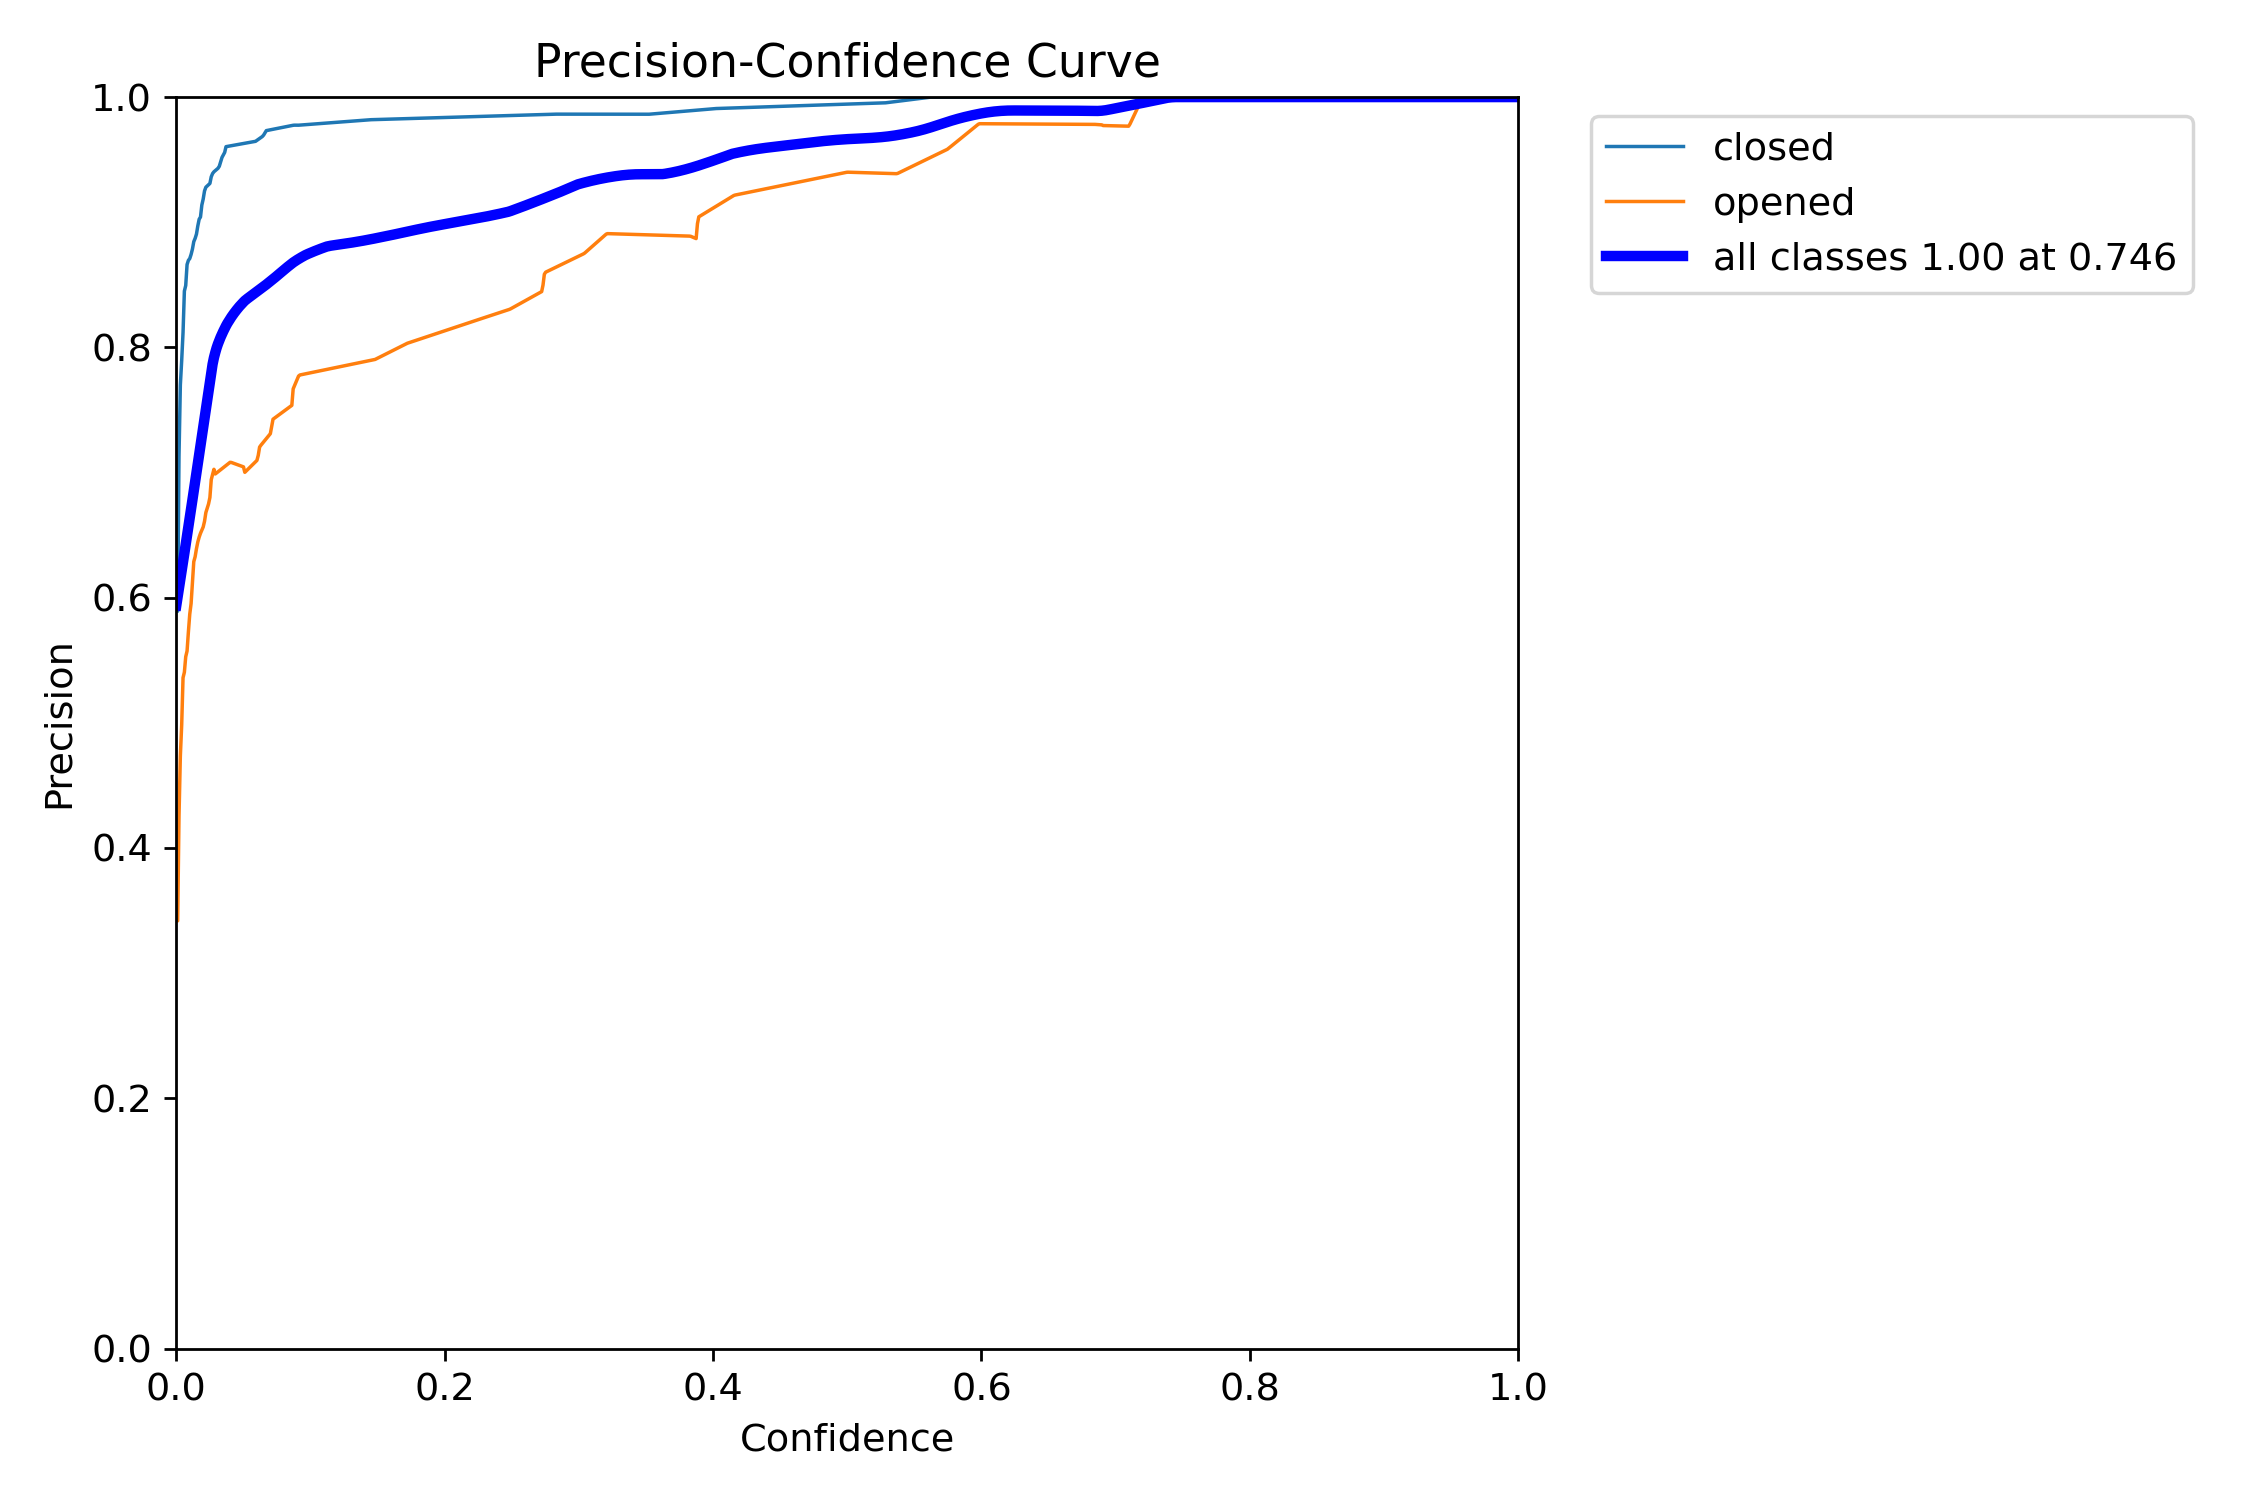 Precision-Confidence Curve
1.0
0.8
0.6
0.4
0.2
0.0
Precision
0.0 0.2 0.4 0.6 0.8 1.0
Confidence
closed
opened
all classes 1.00 at 0.746